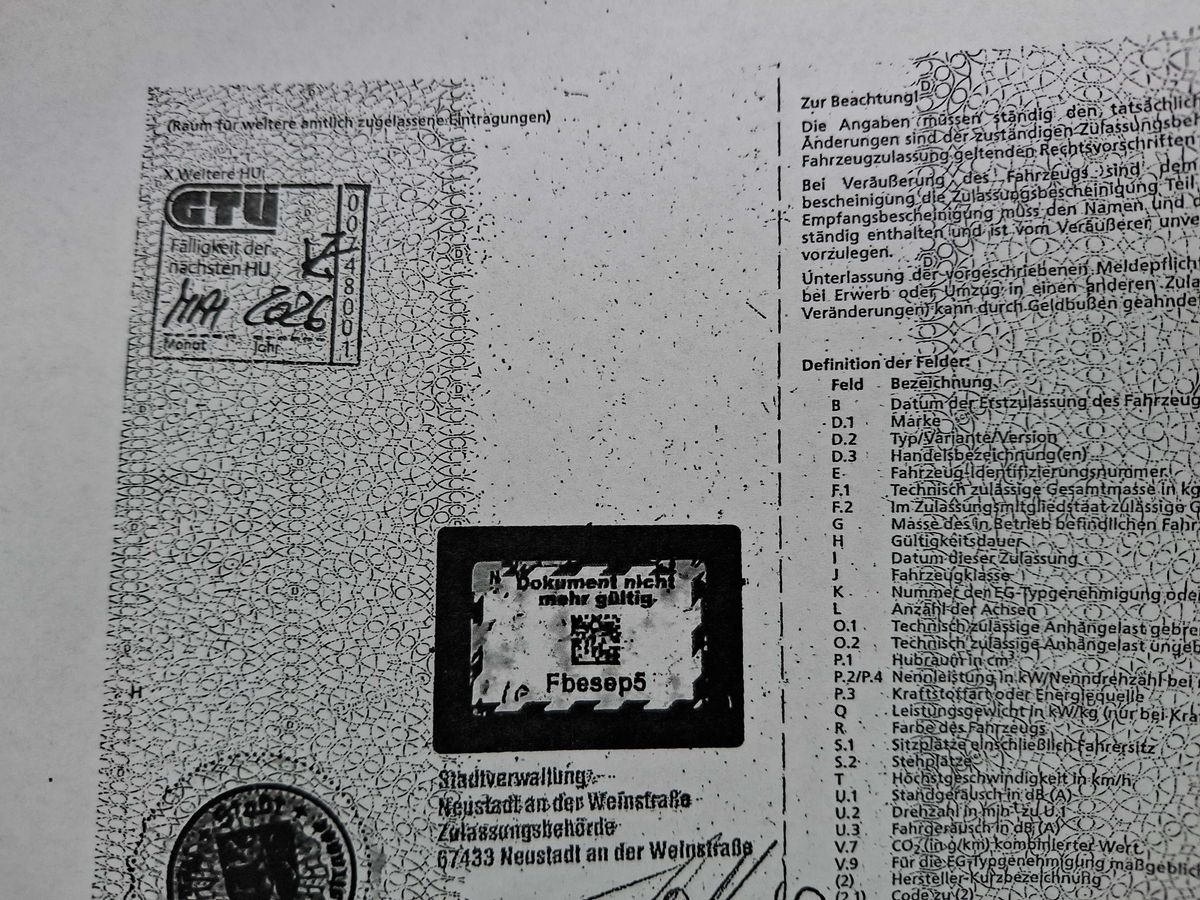 (Raum für weitere amtlich zugelassene Eintragungen)
X Weitere HU:
GTÜ
Fälligkeit der
nächsten HU
MAI 2026
Monat Jahr
Dokument nicht
mehr gültig
Fbesep5
H
Stadtverwaltung
Neustadt an der Weinstraße
Zulassungsbehörde
67433 Neustadt an der Weinstraße
Stadt
Zur Beachtung!
Die Angaben müssen ständig den tatsächlich
Änderungen sind der zuständigen Zulassungsbeh
Fahrzeugzulassung geltenden Rechtsvorschriften
Bei Veräußerung des Fahrzeugs sind dem
bescheinigung die Zulassungsbescheinigung Teil
Empfangsbescheinigung muss den Namen und d
ständig enthalten und ist vom Veräußerer unve
vorzulegen.
Unterlassung der vorgeschriebenen Meldepflicht
bei Erwerb oder Umzug in einen anderen Zula
Veränderungen) kann durch Geldbußen geahnde
Definition der Felder:
Feld Bezeichnung
B Datum der Erstzulassung des Fahrzeug
D.1 Marke
D.2 Typ/Variante/Version
D.3 Handelsbezeichnung(en)
E Fahrzeug-Identifizierungsnummer
F.1 Technisch zulässige Gesamtmasse in kg
F.2 Im Zulassungsmitgliedstaat zulässige G
G Masse des in Betrieb befindlichen Fahr
H Gültigkeitsdauer
I Datum dieser Zulassung
J Fahrzeugklasse
K Nummer der EG-Typgenehmigung oder
L Anzahl der Achsen
O.1 Technisch zulässige Anhängelast gebre
O.2 Technisch zulässige Anhängelast ungeb
P.1 Hubraum in cm³
P.2/P.4 Nennleistung in kW/Nenndrehzahl bei
P.3 Kraftstoffart oder Energiequelle
Q Leistungsgewicht in kW/kg (nur bei Kra
R Farbe des Fahrzeugs
S.1 Sitzplätze einschließlich Fahrersitz
S.2 Stehplätze
T Höchstgeschwindigkeit in km/h
U.1 Standgeräusch in dB (A)
U.2 Drehzahl in min⁻¹ zu U.1
U.3 Fahrgeräusch in dB (A)
V.7 CO₂ (in g/km) kombinierter Wert
V.9 Für die EG-Typgenehmigung maßgeblic
(2) Hersteller-Kurzbezeichnung
(2.1) Code zu (2)